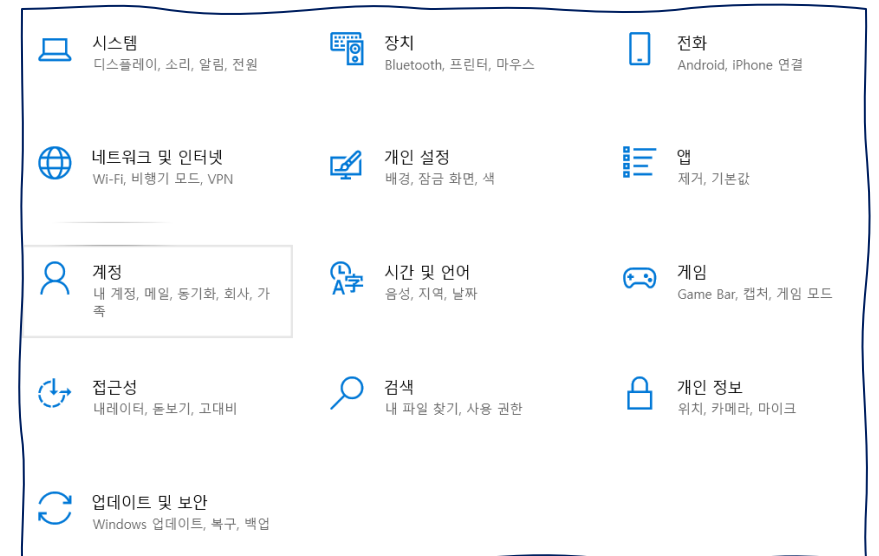 시스템
디스플레이, 소리, 알림, 전원
장치
Bluetooth, 프린터, 마우스
전화
Android, iPhone 연결
네트워크 및 인터넷
Wi-Fi, 비행기 모드, VPN
개인 설정
배경, 잠금 화면, 색
앱
제거, 기본값
계정
내 계정, 메일, 동기화, 회사, 가
족
시간 및 언어
음성, 지역, 날짜
게임
Game Bar, 캡처, 게임 모드
접근성
내레이터, 돋보기, 고대비
검색
내 파일 찾기, 사용 권한
개인 정보
위치, 카메라, 마이크
업데이트 및 보안
Windows 업데이트, 복구, 백업